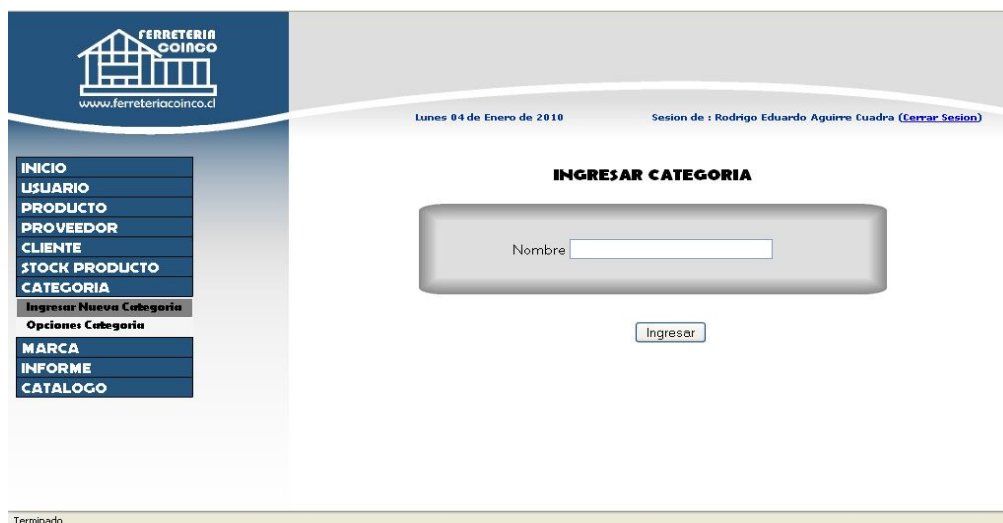 FERRETERIA
COINCO
www.ferreteriacoinco.cl
Lunes 04 de Enero de 2010
Sesion de : Rodrigo Eduardo Aguirre Cuadra (Cerrar Sesion)
INICIO
USUARIO
PRODUCTO
PROVEEDOR
CLIENTE
STOCK PRODUCTO
CATEGORIA
Ingresar Nueva Categoria
Opciones Categoria
MARCA
INFORME
CATALOGO
INGRESAR CATEGORIA
Nombre
Ingresar
Terminado